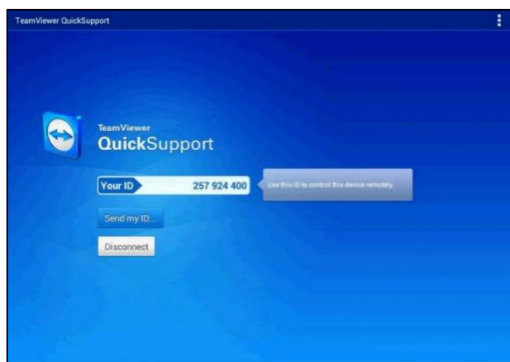 TeamViewer QuickSupport
TeamViewer
QuickSupport
Your ID 257 924 400
Use this ID to control this device remotely.
Send my ID...
Disconnect